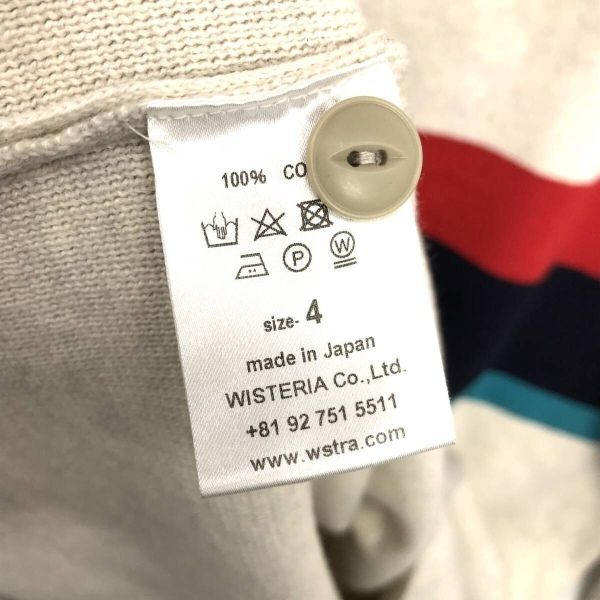 100% CO
P W
size- 4
made in Japan
WISTERIA Co.,Ltd.
+81 92 751 5511
www.wstra.com